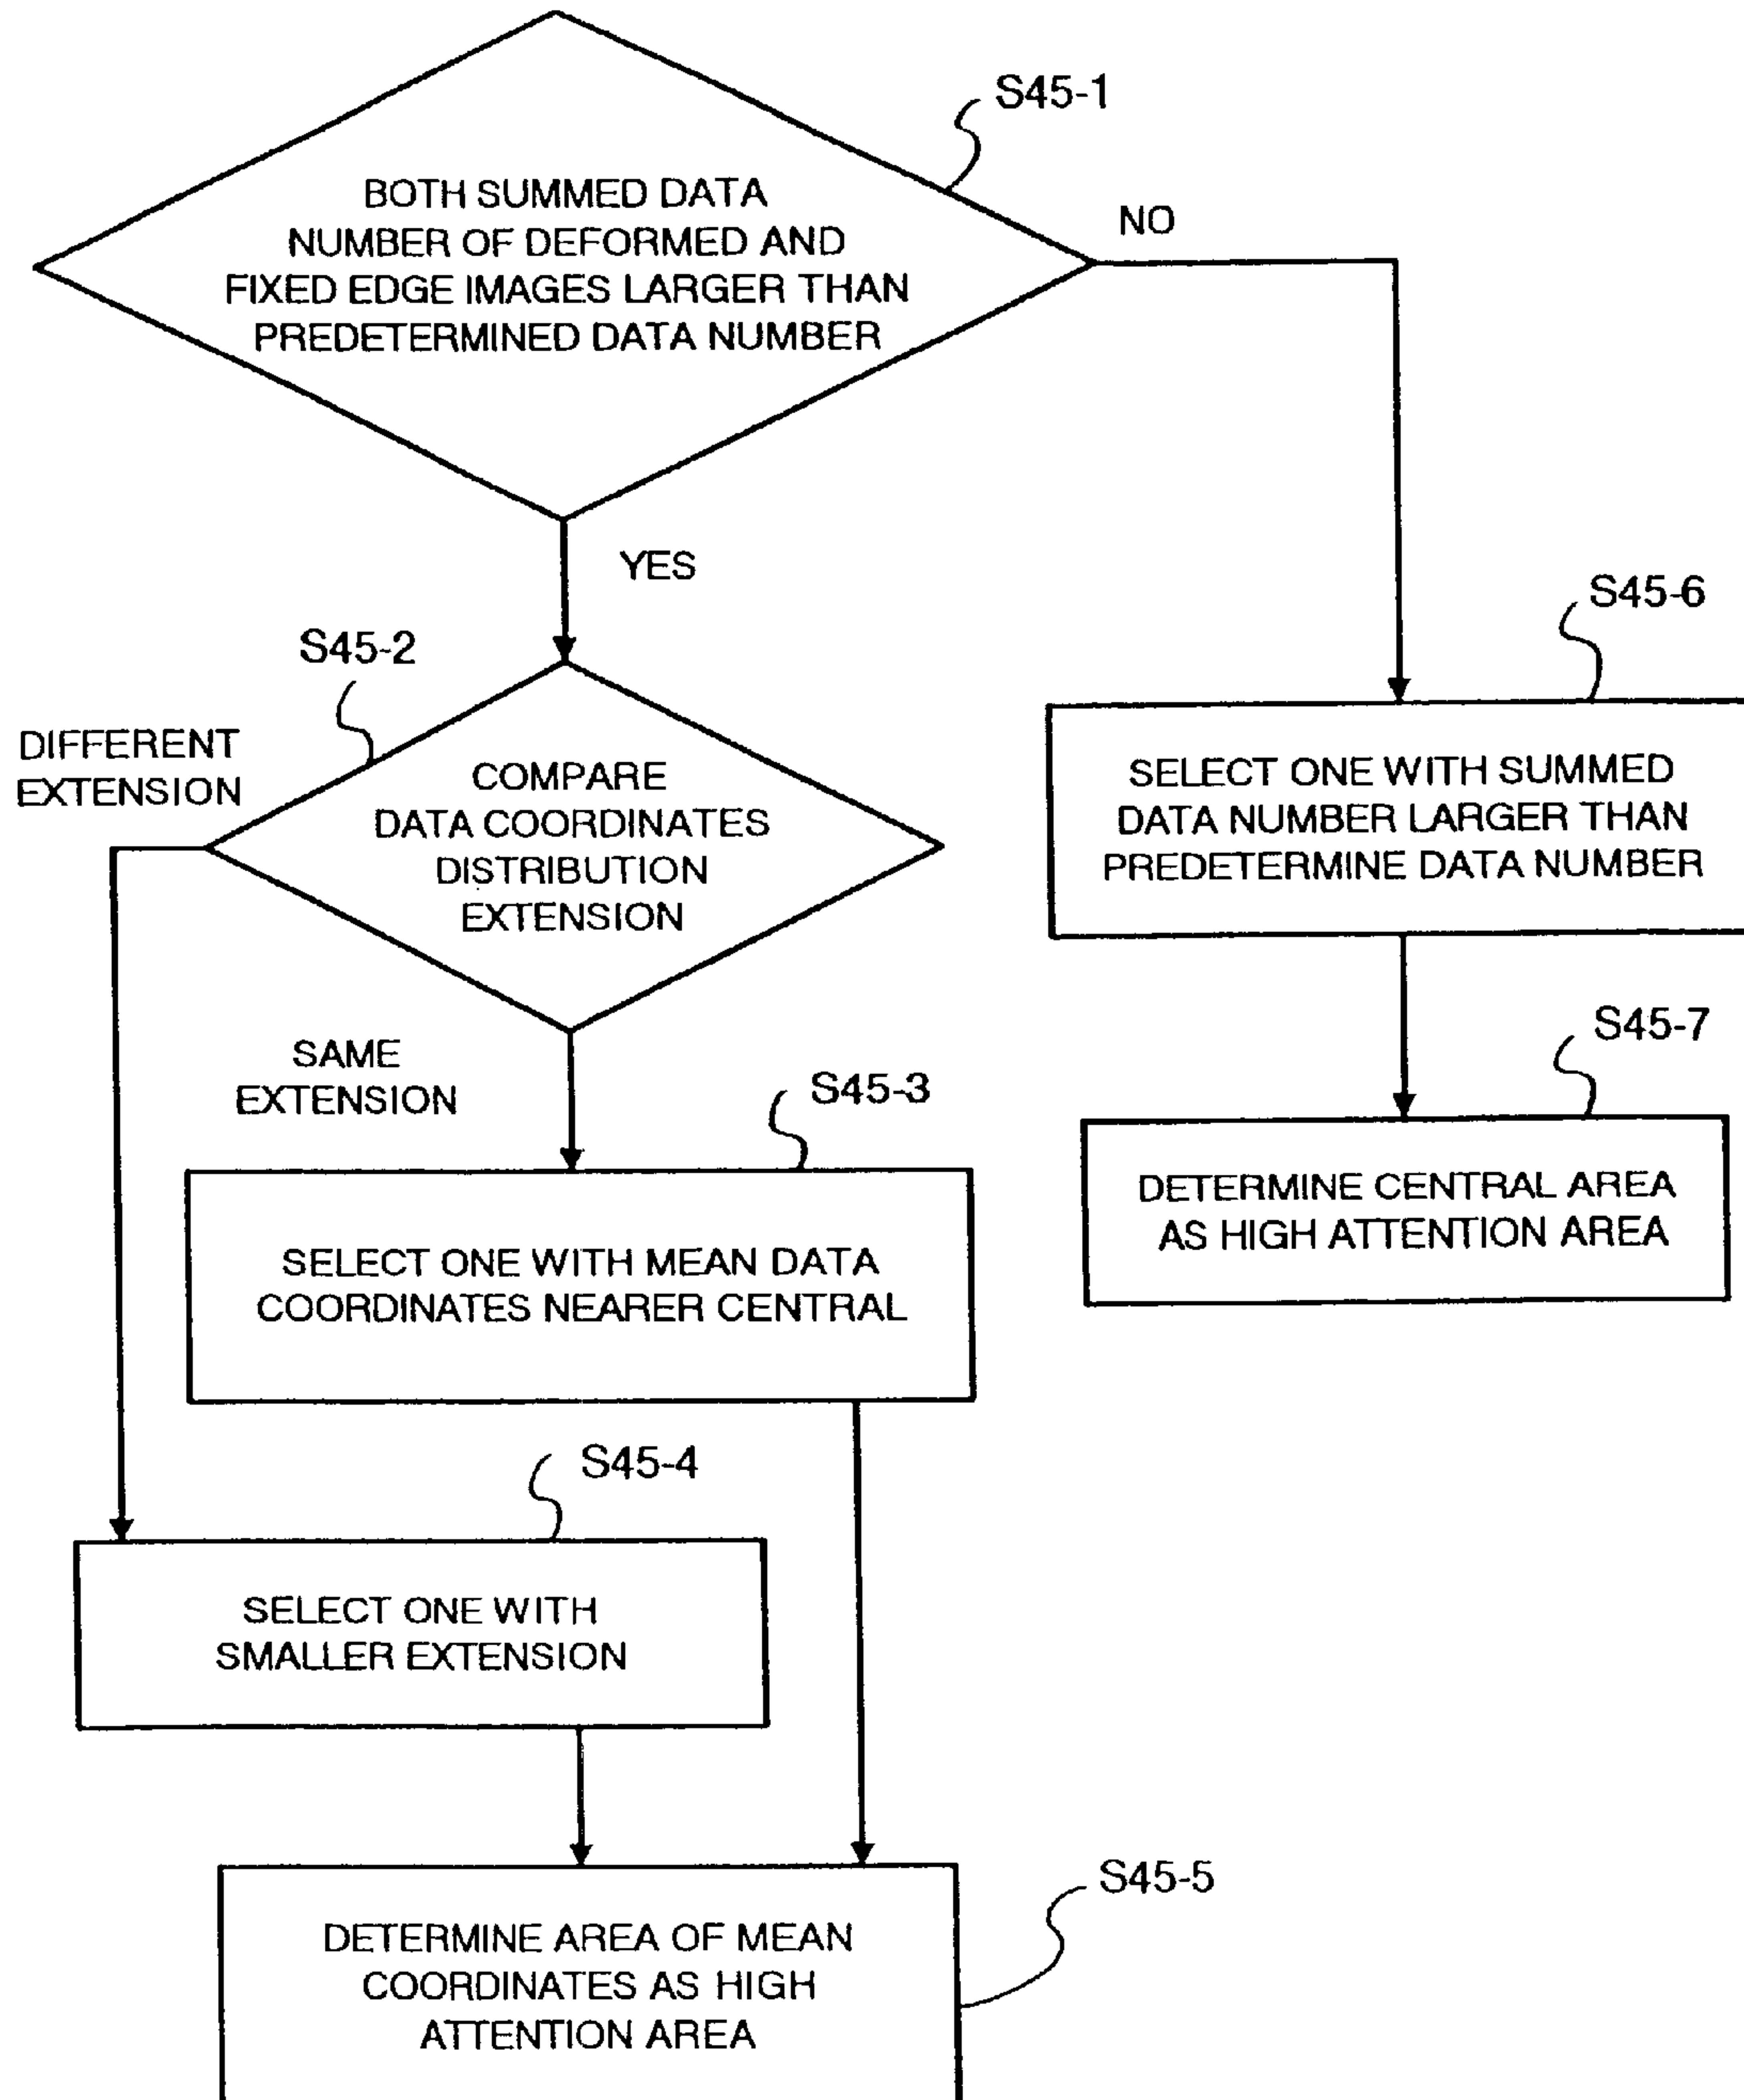 S45-1
BOTH SUMMED DATA
NUMBER OF DEFORMED AND
FIXED EDGE IMAGES LARGER THAN
PREDETERMINED DATA NUMBER
NO
YES
S45-2
DIFFERENT
EXTENSION
COMPARE
DATA COORDINATES
DISTRIBUTION
EXTENSION
S45-6
SELECT ONE WITH SUMMED
DATA NUMBER LARGER THAN
PREDETERMINE DATA NUMBER
SAME
EXTENSION
S45-3
SELECT ONE WITH MEAN DATA
COORDINATES NEARER CENTRAL
S45-7
DETERMINE CENTRAL AREA
AS HIGH ATTENTION AREA
S45-4
SELECT ONE WITH
SMALLER EXTENSION
S45-5
DETERMINE AREA OF MEAN
COORDINATES AS HIGH
ATTENTION AREA